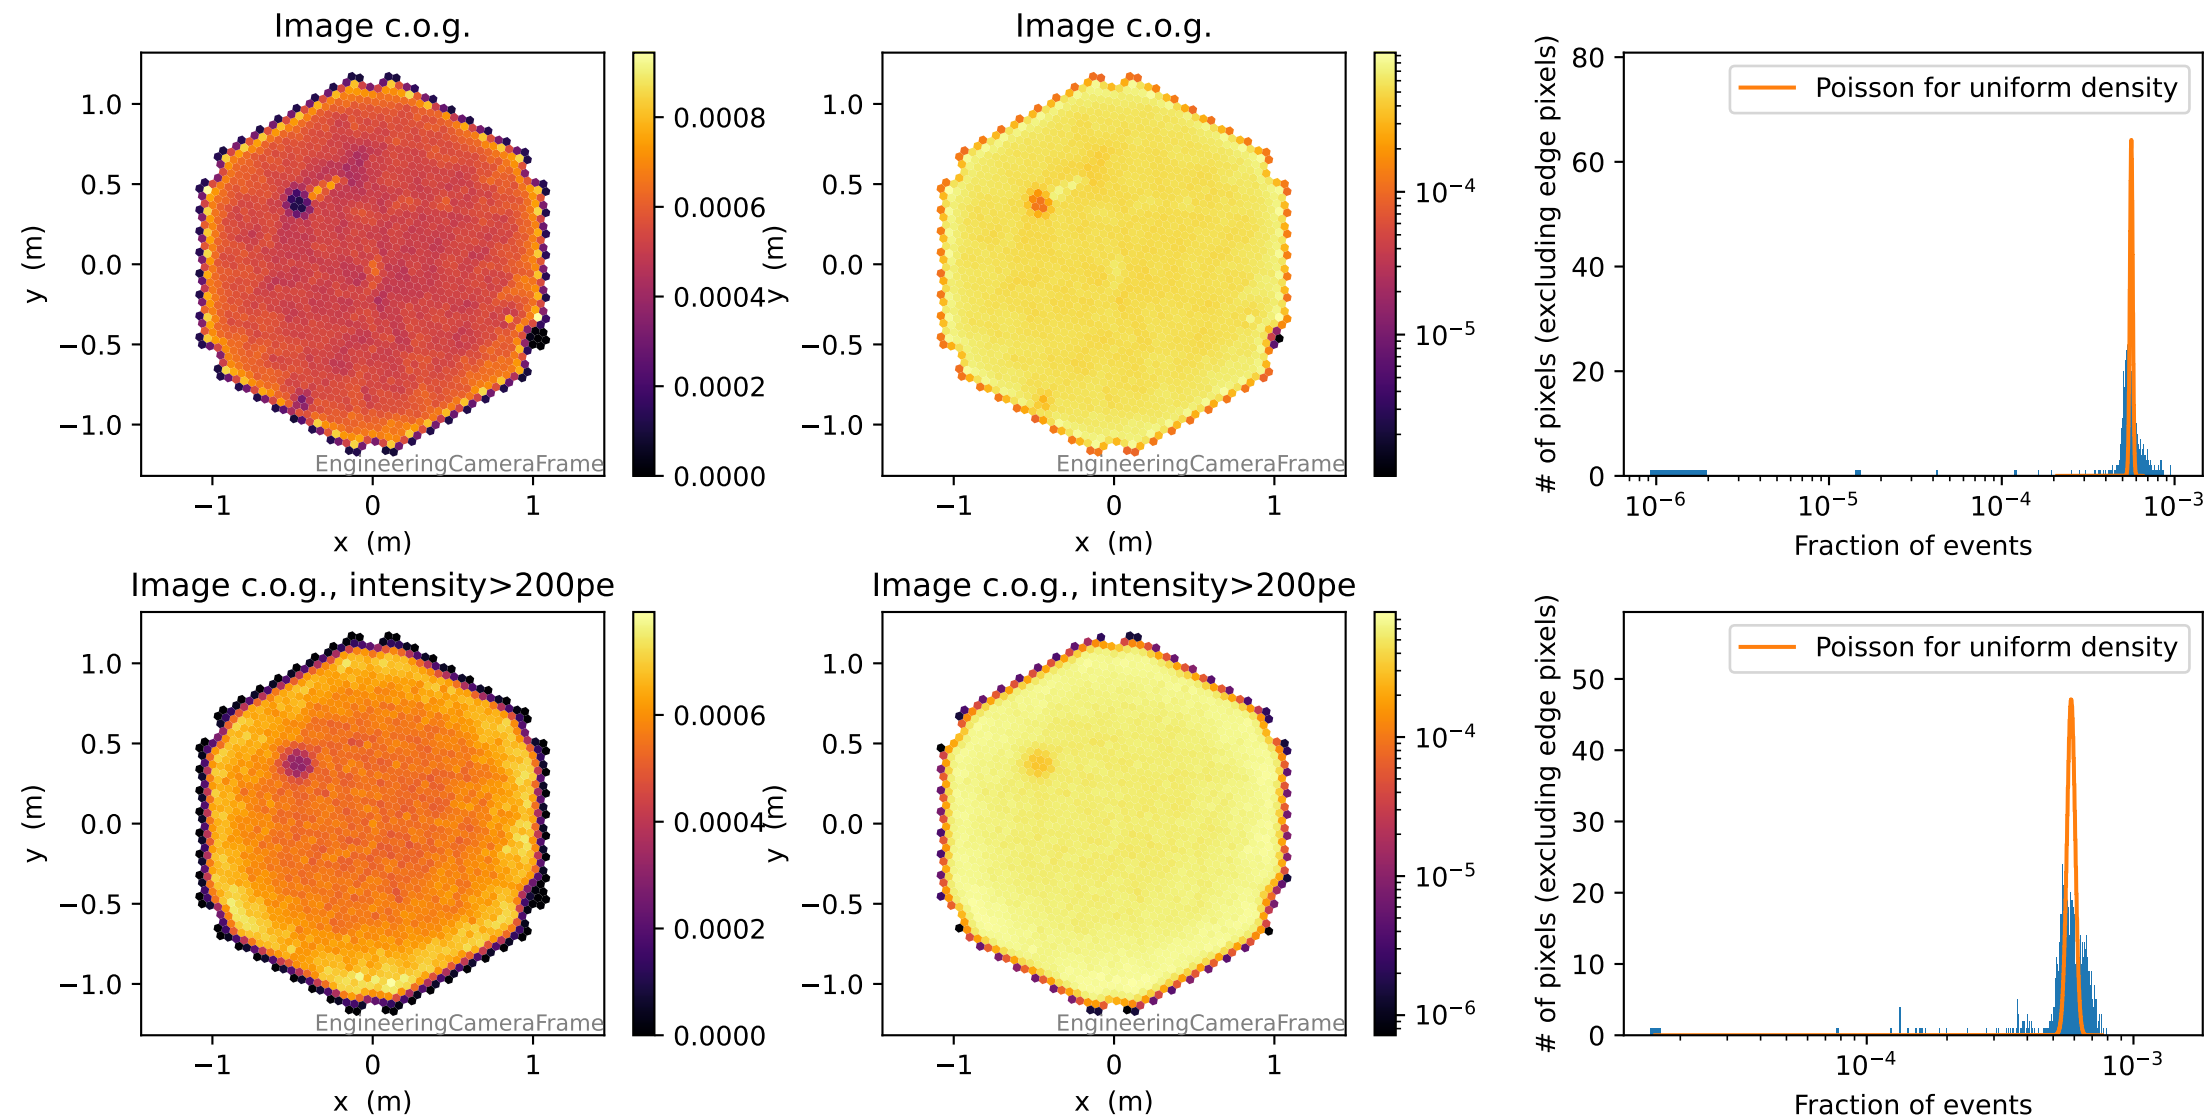 Image c.o.g.
1.0
0.5
0.0
−0.5
−1.0
y (m)
−1
0
1
x (m)
EngineeringCameraFrame
0.0008
0.0006
0.0004
0.0002
0.0000
Image c.o.g.
1.0
0.5
0.0
−0.5
−1.0
y (m)
−1
0
1
x (m)
EngineeringCameraFrame
10⁻⁴
10⁻⁵
80
60
40
20
0
# of pixels (excluding edge pixels)
Poisson for uniform density
10⁻⁶
10⁻⁵
10⁻⁴
10⁻³
Fraction of events
Image c.o.g., intensity>200pe
1.0
0.5
0.0
−0.5
−1.0
y (m)
−1
0
1
x (m)
EngineeringCameraFrame
0.0006
0.0004
0.0002
0.0000
Image c.o.g., intensity>200pe
1.0
0.5
0.0
−0.5
−1.0
y (m)
−1
0
1
x (m)
EngineeringCameraFrame
10⁻⁴
10⁻⁵
10⁻⁶
50
40
30
20
10
0
# of pixels (excluding edge pixels)
Poisson for uniform density
10⁻⁴
10⁻³
Fraction of events